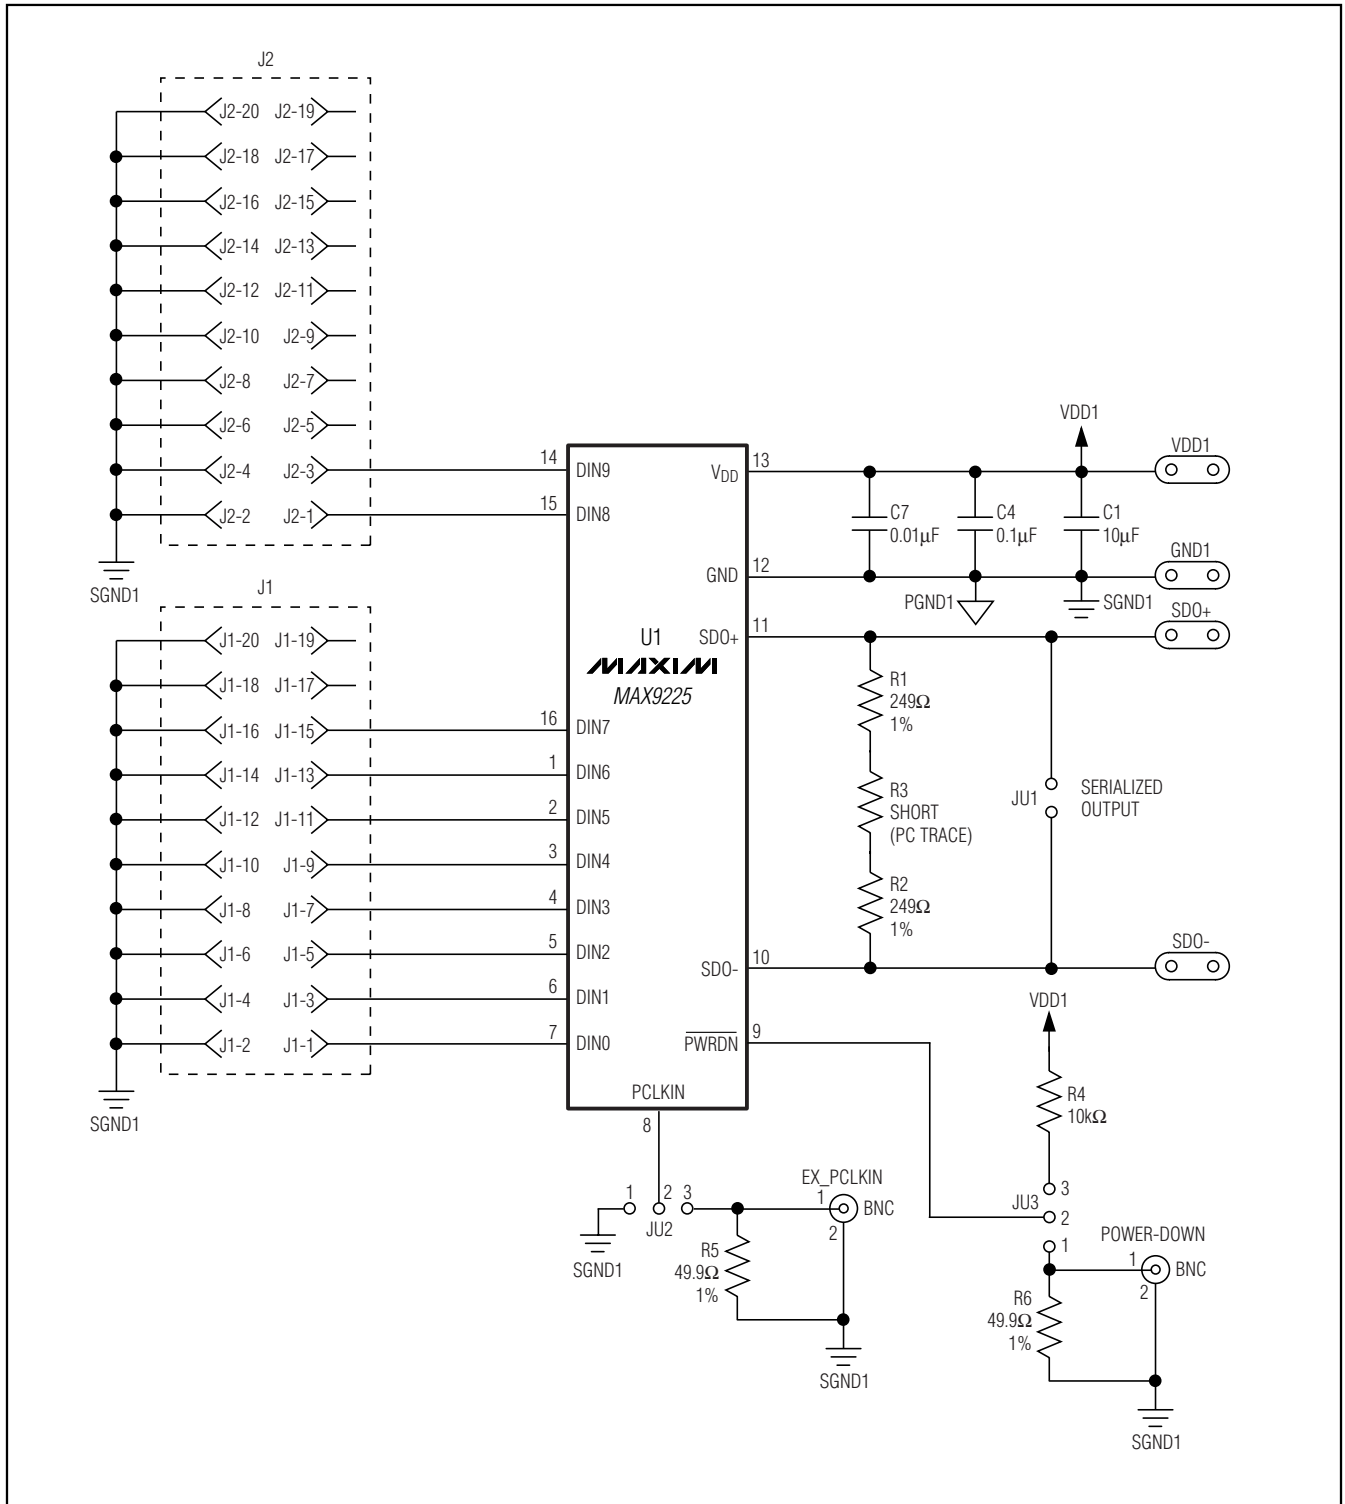 J2
J2-20 J2-19
J2-18 J2-17
J2-16 J2-15
J2-14 J2-13
J2-12 J2-11
J2-10 J2-9
J2-8 J2-7
J2-6 J2-5
J2-4 J2-3
J2-2 J2-1
SGND1
J1
J1-20 J1-19
J1-18 J1-17
J1-16 J1-15
J1-14 J1-13
J1-12 J1-11
J1-10 J1-9
J1-8 J1-7
J1-6 J1-5
J1-4 J1-3
J1-2 J1-1
SGND1
14 DIN9
15 DIN8
16 DIN7
1 DIN6
2 DIN5
3 DIN4
4 DIN3
5 DIN2
6 DIN1
7 DIN0
U1
MAXIM
MAX9225
VDD 13
GND 12
SDO+ 11
SDO- 10
PWRDN 9
PCLKIN
8
VDD1
VDD1
C7
0.01µF
C4
0.1µF
C1
10µF
GND1
PGND1
SGND1
SDO+
R1
249Ω
1%
R3
SHORT
(PC TRACE)
R2
249Ω
1%
JU1
SERIALIZED
OUTPUT
SDO-
VDD1
R4
10kΩ
3
JU3
2
1
POWER-DOWN
1
BNC
2
R6
49.9Ω
1%
SGND1
1 2 3
JU2
SGND1
EX_PCLKIN
1
BNC
2
R5
49.9Ω
1%
SGND1